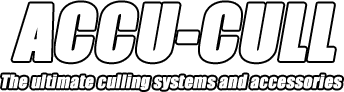 ACCU-CULL
The ultimate culling systems and accessories